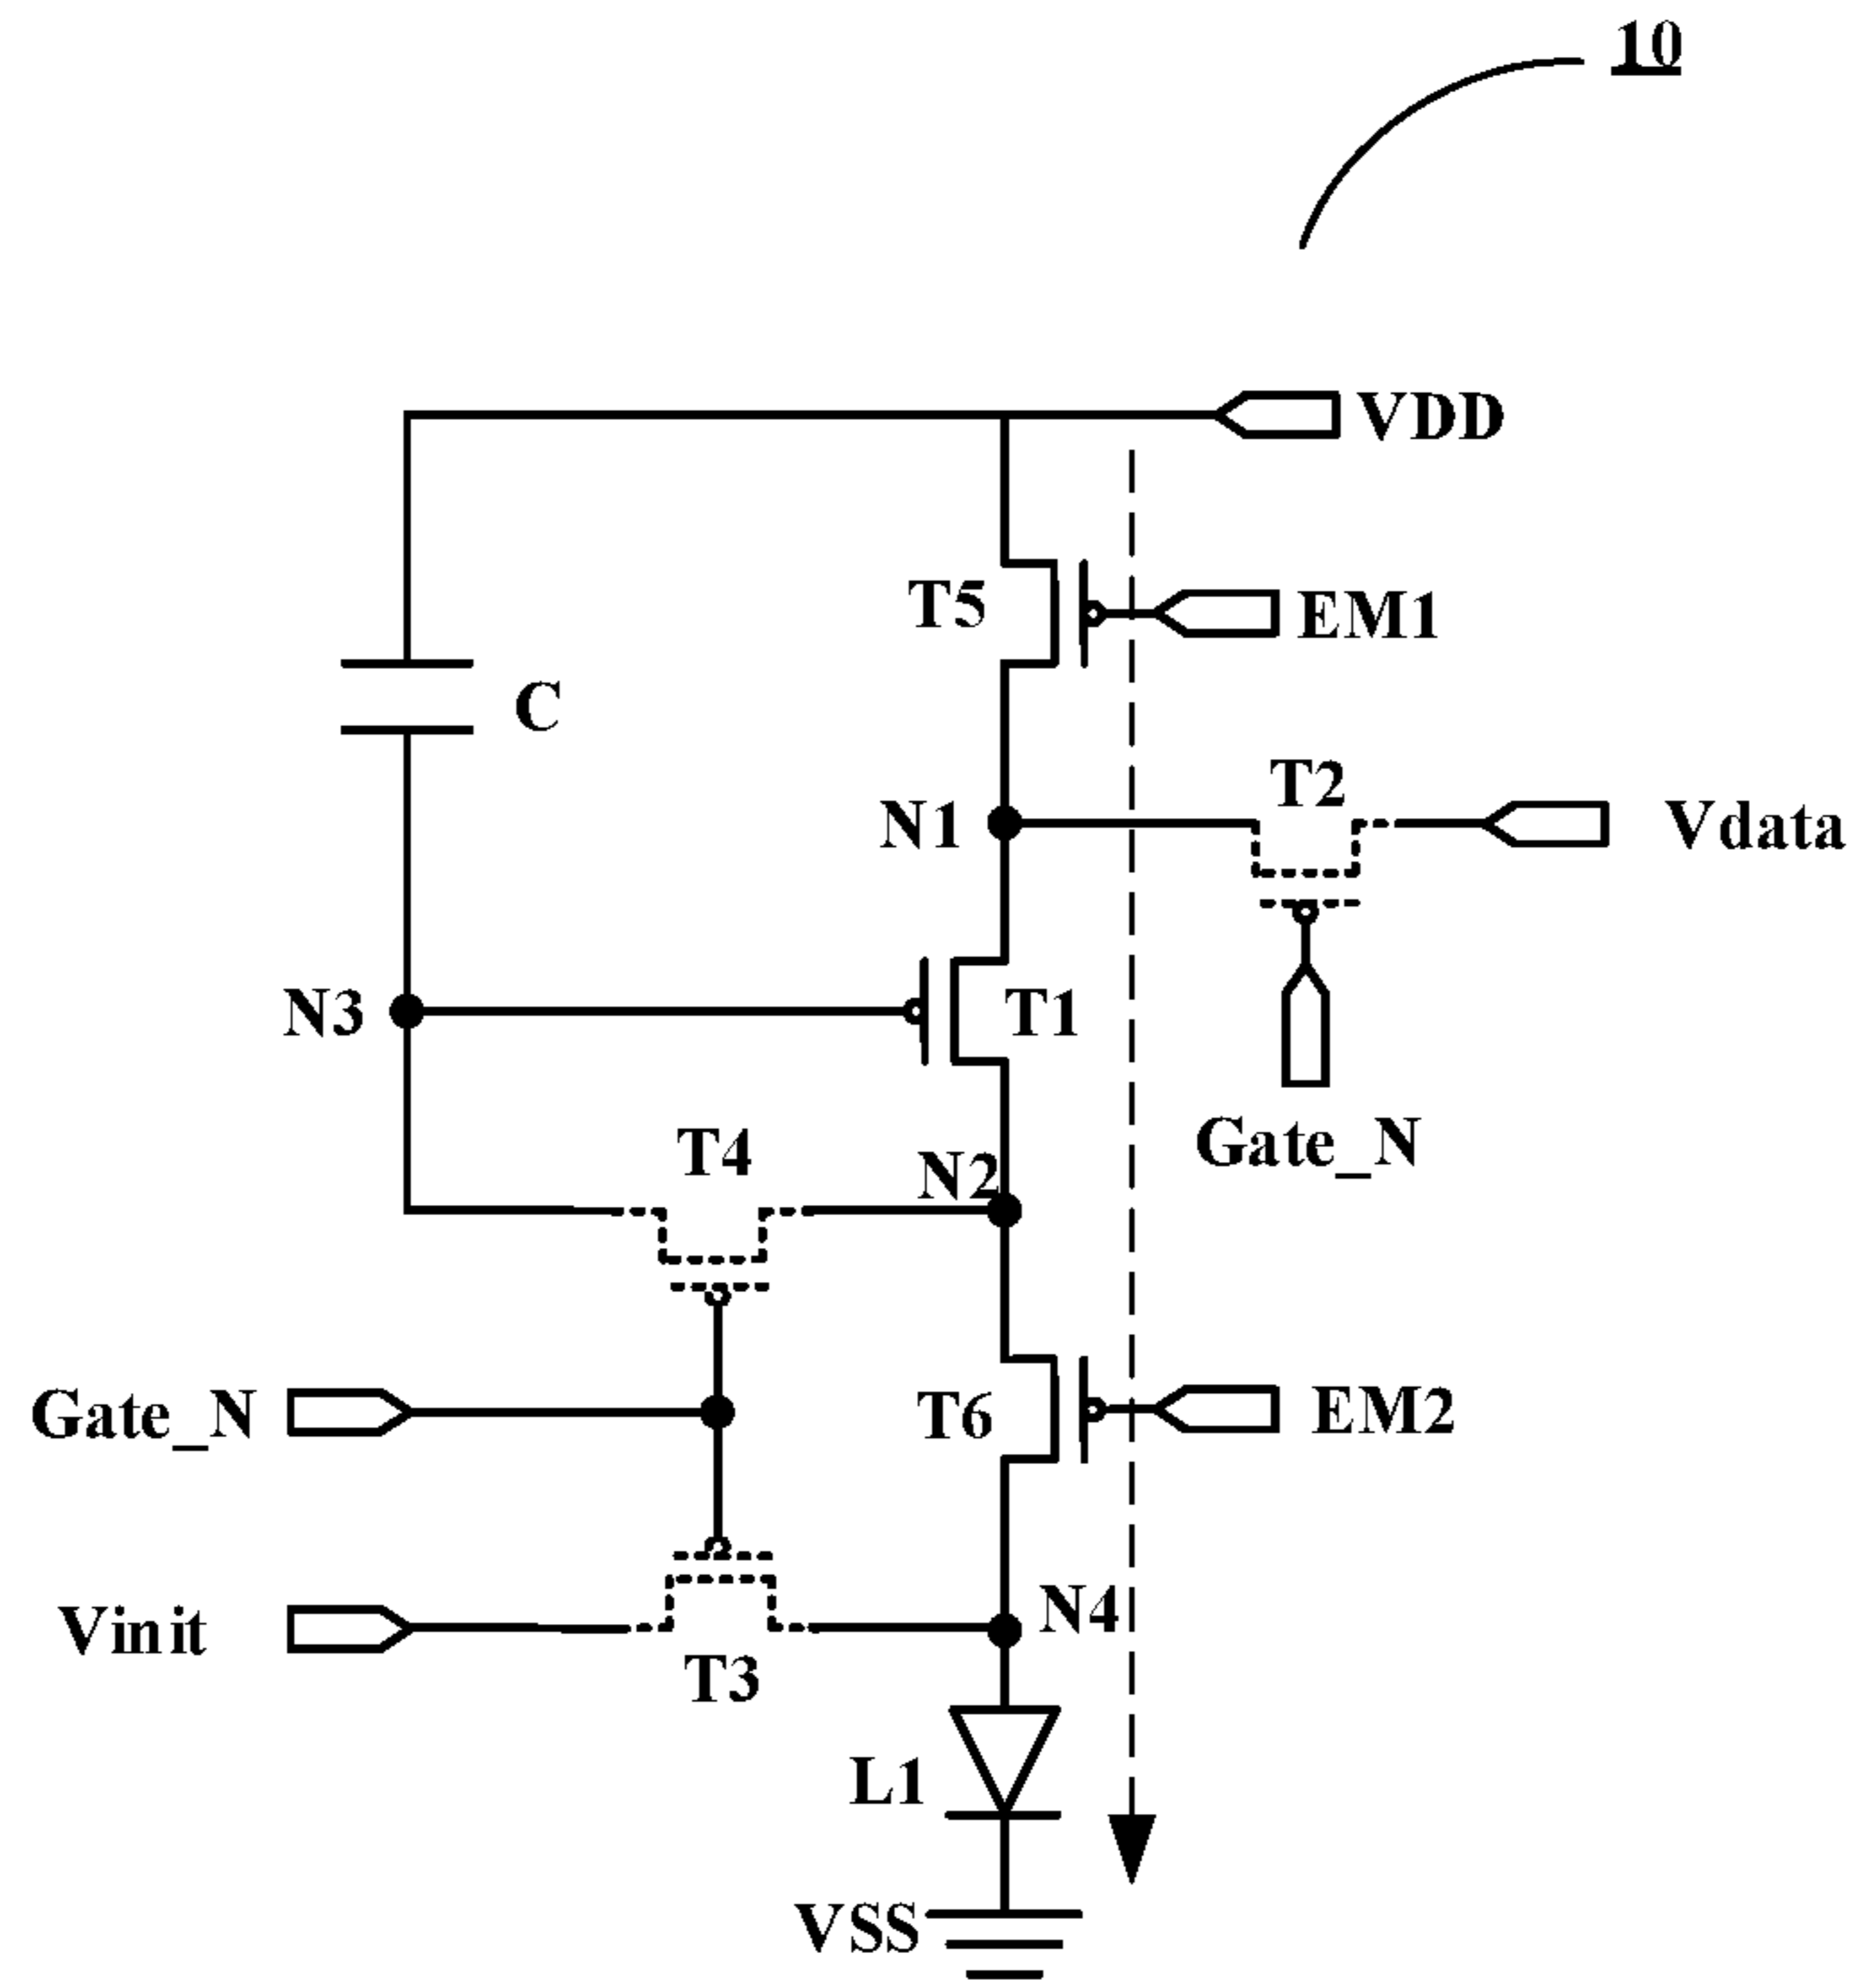 10
VDD
T5
EM1
C
T2
N1
Vdata
N3
T1
Gate_N
T4
N2
Gate_N
T6
EM2
Vinit
N4
T3
L1
VSS